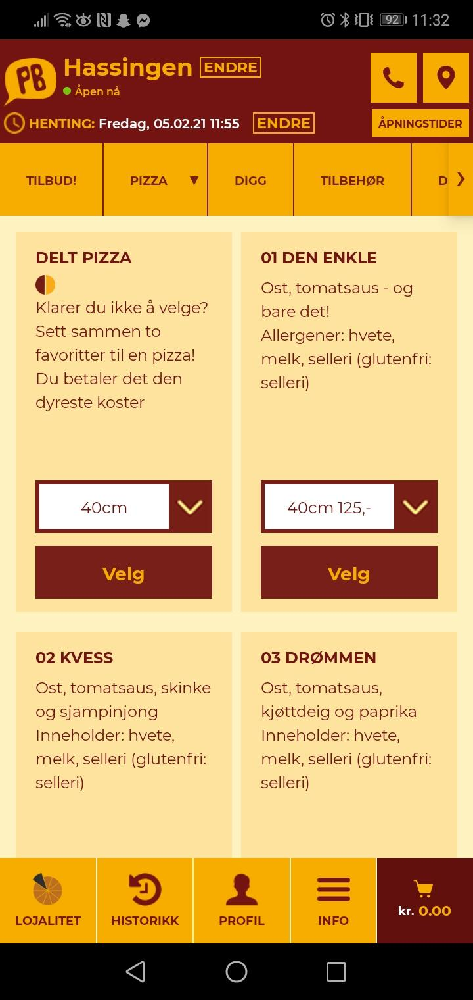 92 11:32
PB
Hassingen ENDRE
Åpen nå
HENTING: Fredag, 05.02.21 11:55 ENDRE
ÅPNINGSTIDER
TILBUD! PIZZA ▼ DIGG TILBEHØR D
DELT PIZZA
Klarer du ikke å velge?
Sett sammen to
favoritter til en pizza!
Du betaler det den
dyreste koster
40cm
Velg
01 DEN ENKLE
Ost, tomatsaus - og
bare det!
Allergener: hvete,
melk, selleri (glutenfri:
selleri)
40cm 125,-
Velg
02 KVESS
Ost, tomatsaus, skinke
og sjampinjong
Inneholder: hvete,
melk, selleri (glutenfri:
selleri)
03 DRØMMEN
Ost, tomatsaus,
kjøttdeig og paprika
Inneholder: hvete,
melk, selleri (glutenfri:
selleri)
LOJALITET HISTORIKK PROFIL INFO kr. 0.00